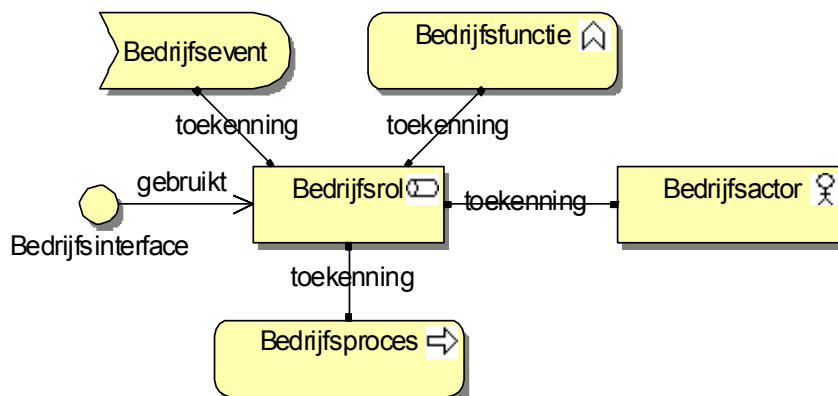 Bedrijfsevent
Bedrijfsfunctie
toekenning
toekenning
gebruikt
Bedrijfsrol
toekenning
Bedrijfsactor
Bedrijfsinterface
toekenning
Bedrijfsproces